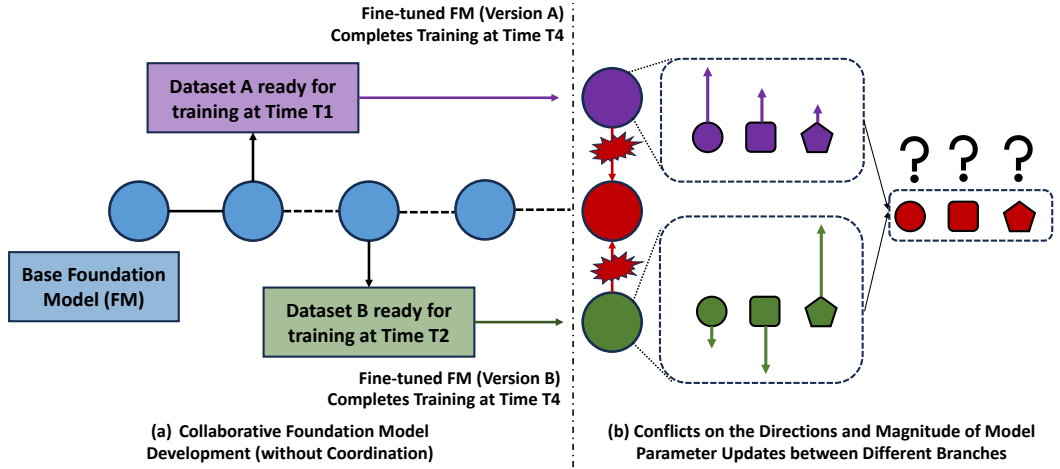 Fine-tuned FM (Version A)
Completes Training at Time T4
Dataset A ready for
training at Time T1
? ? ?
Base Foundation
Model (FM)
Dataset B ready for
training at Time T2
Fine-tuned FM (Version B)
Completes Training at Time T4
(a) Collaborative Foundation Model
Development (without Coordination)
(b) Conflicts on the Directions and Magnitude of Model
Parameter Updates between Different Branches